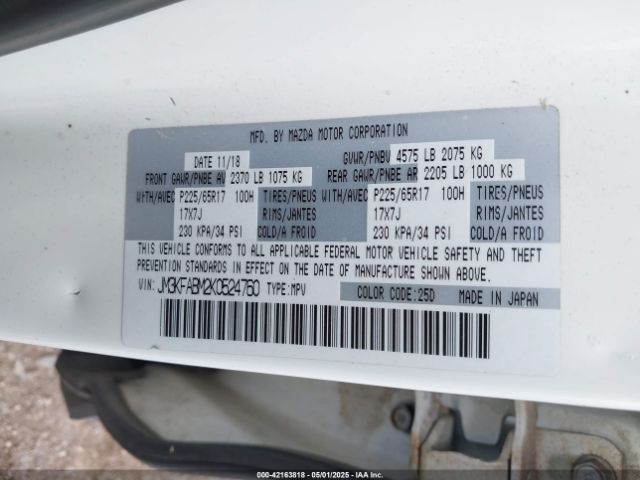 MFD. BY MAZDA MOTOR CORPORATION
DATE 11/18 GVWR/PNBV 4575 LB 2075 KG
FRONT GAWR/PNBE AV 2370 LB 1075 KG REAR GAWR/PNBE AR 2205 LB 1000 KG
WITH/AVEC P225/65R17 100H TIRES/PNEUS WITH/AVEC P225/65R17 100H TIRES/PNEUS
17X7J RIMS/JANTES 17X7J RIMS/JANTES
230 KPA/34 PSI COLD/A FROID 230 KPA/34 PSI COLD/A FROID
THIS VEHICLE CONFORMS TO ALL APPLICABLE FEDERAL MOTOR VEHICLE SAFETY AND THEFT
PREVENTION STANDARDS IN EFFECT ON THE DATE OF MANUFACTURE SHOWN ABOVE.
VIN: JM3KFABM2K0524760 TYPE:MPV COLOR CODE:25D MADE IN JAPAN
000-42163818 - 05/01/2025 - IAAI.COM